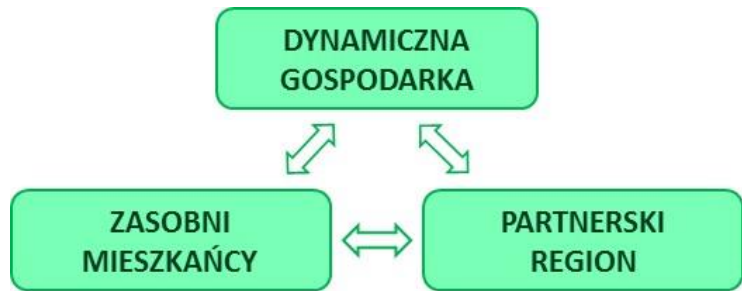 DYNAMICZNA
GOSPODARKA
ZASOBNI
MIESZKAŃCY
PARTNERSKI
REGION